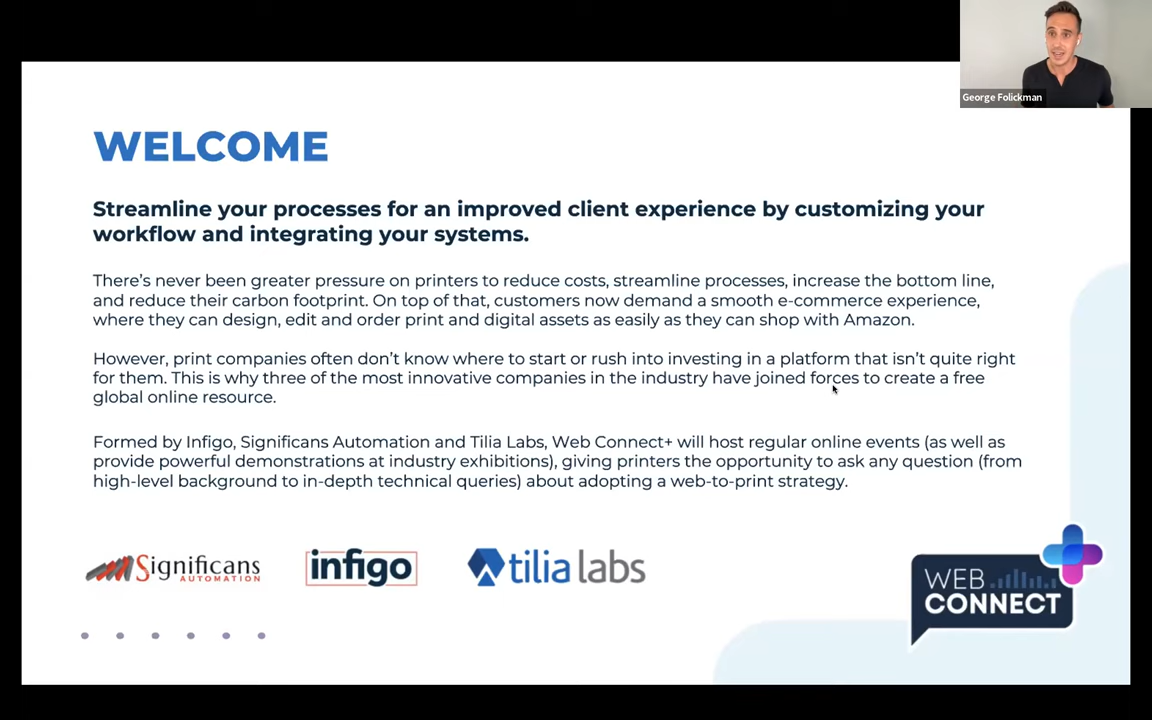 George Folickman
WELCOME
Streamline your processes for an improved client experience by customizing your
workflow and integrating your systems.
There's never been greater pressure on printers to reduce costs, streamline processes, increase the bottom line,
and reduce their carbon footprint. On top of that, customers now demand a smooth e-commerce experience,
where they can design, edit and order print and digital assets as easily as they can shop with Amazon.
However, print companies often don't know where to start or rush into investing in a platform that isn't quite right
for them. This is why three of the most innovative companies in the industry have joined forces to create a free
global online resource.
Formed by Infigo, Significans Automation and Tilia Labs, Web Connect+ will host regular online events (as well as
provide powerful demonstrations at industry exhibitions), giving printers the opportunity to ask any question (from
high-level background to in-depth technical queries) about adopting a web-to-print strategy.
Significans
AUTOMATION
infigo
tilia labs
WEB
CONNECT